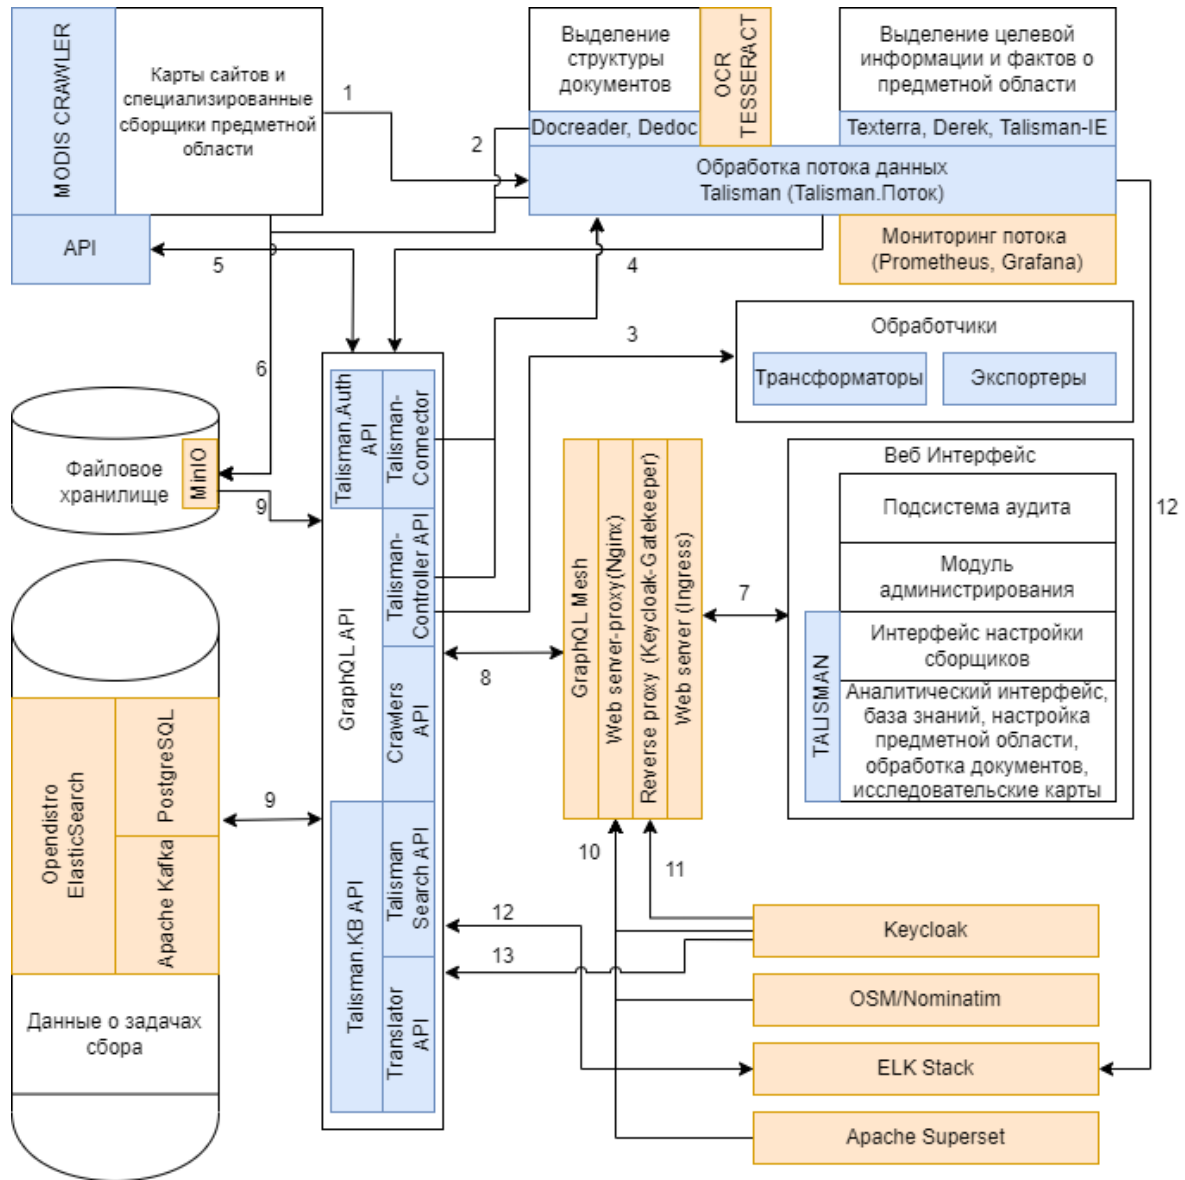 MODIS CRAWLER
Карты сайтов и
специализированные
сборщики предметной
области
API
1
2
Выделение
структуры
документов
OCR
TESSERACT
Docreader, Dedoc
Выделение целевой
информации и фактов о
предметной области
Texterra, Derek, Talisman-IE
Обработка потока данных
Talisman (Talisman.Поток)
Мониторинг потока
(Prometheus, Grafana)
5
4
3
6
12
Обработчики
Трансформаторы
Экспортеры
Файловое
хранилище
MinIO
9
GraphQL API
Talisman.Auth
API
Talisman-
Connector
Talisman-
Controller API
Crawlers
API
Talisman.KB API
Talisman
Search API
Translator
API
8
GraphQL Mesh
Web server-proxy(Nginx)
Reverse proxy (Keycloak-Gatekeeper)
Web server (Ingress)
7
Веб Интерфейс
Подсистема аудита
Модуль
администрирования
TALISMAN
Интерфейс настройки
сборщиков
Аналитический интерфейс,
база знаний, настройка
предметной области,
обработка документов,
исследовательские карты
Opendistro
ElasticSearch
PostgreSQL
Apache Kafka
9
Данные о задачах
сбора
10
11
12
13
Keycloak
OSM/Nominatim
ELK Stack
Apache Superset